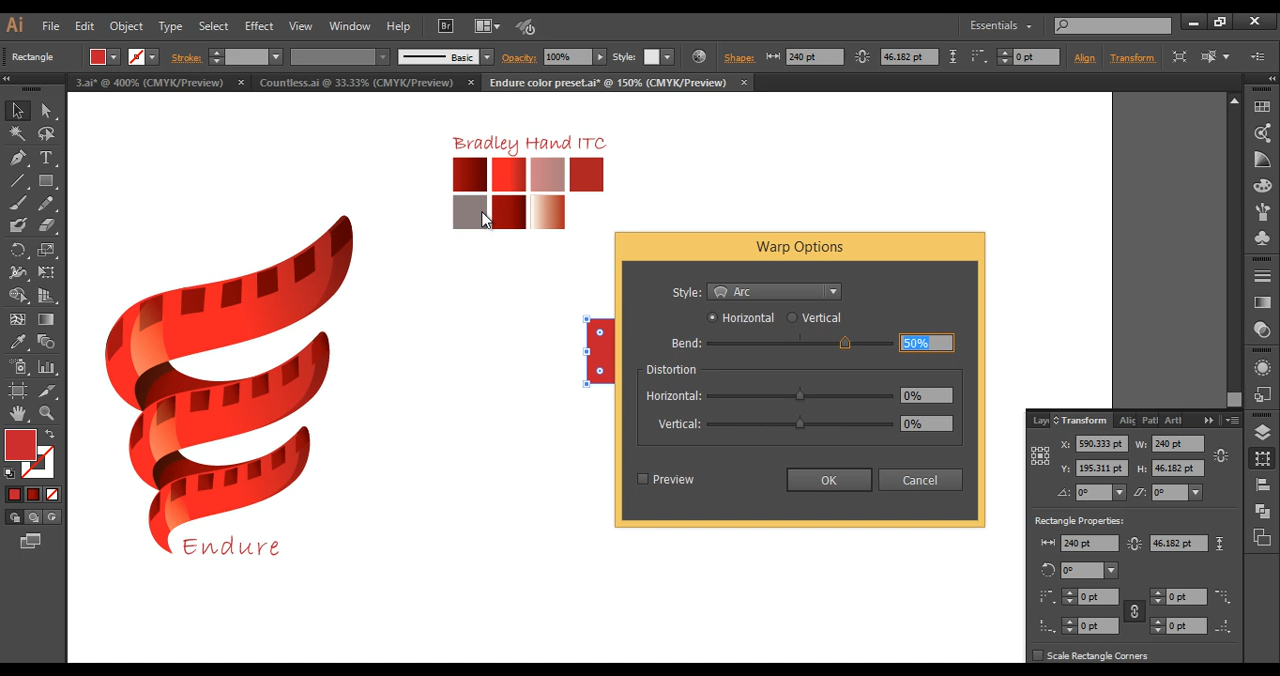 Ai File Edit Object Type Select Effect View Window Help Br Essentials
Rectangle Stroke: Basic Opacity: 100% Style: Shape: 240 pt 46.182 pt 0 pt Align Transform
3.ai* @ 400% (CMYK/Preview) Countless.ai @ 33.33% (CMYK/Preview) Endure color preset.ai* @ 150% (CMYK/Preview)
Bradley Hand ITC
Warp Options
Style: Arc
Horizontal Vertical
Bend: 50%
Distortion
Horizontal: 0%
Vertical: 0%
Preview OK Cancel
Endure
Transform
X: 590.333 pt W: 240 pt
Y: 195.311 pt H: 46.182 pt
0° 0°
Rectangle Properties:
240 pt 46.182 pt
0°
0 pt 0 pt
0 pt 0 pt
Scale Rectangle Corners